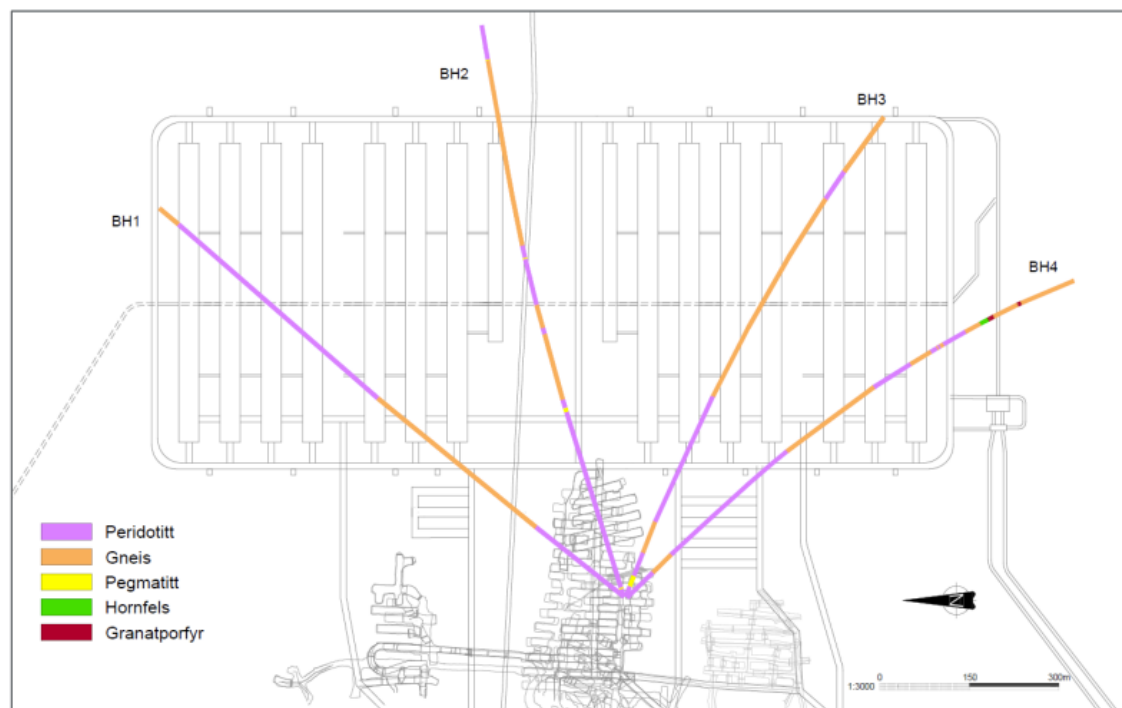 BH2
BH3
BH1
BH4
Peridotitt
Gneis
Pegmatitt
Hornfels
Granatporfyr
N
1:3000
0
150
300m